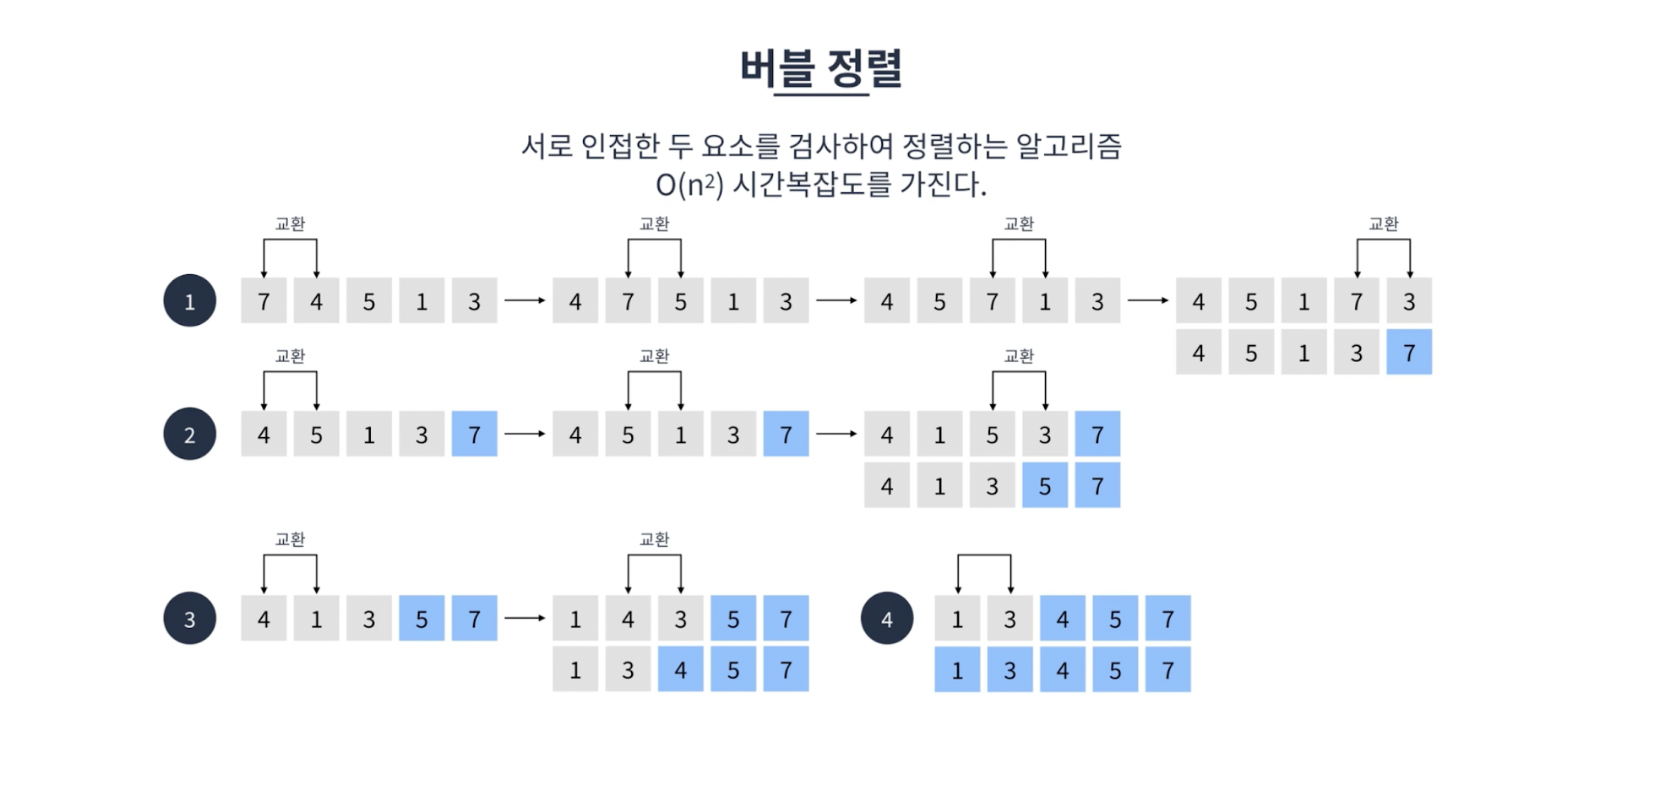 버블 정렬
서로 인접한 두 요소를 검사하여 정렬하는 알고리즘
O(n²) 시간복잡도를 가진다.
교환 교환 교환 교환
1 7 4 5 1 3 4 7 5 1 3 4 5 7 1 3 4 5 1 7 3
4 5 1 3 7
교환 교환 교환
2 4 5 1 3 7 4 5 1 3 7 4 1 5 3 7
4 1 3 5 7
교환 교환
3 4 1 3 5 7 1 4 3 5 7 4 1 3 4 5 7
1 3 4 5 7 1 3 4 5 7